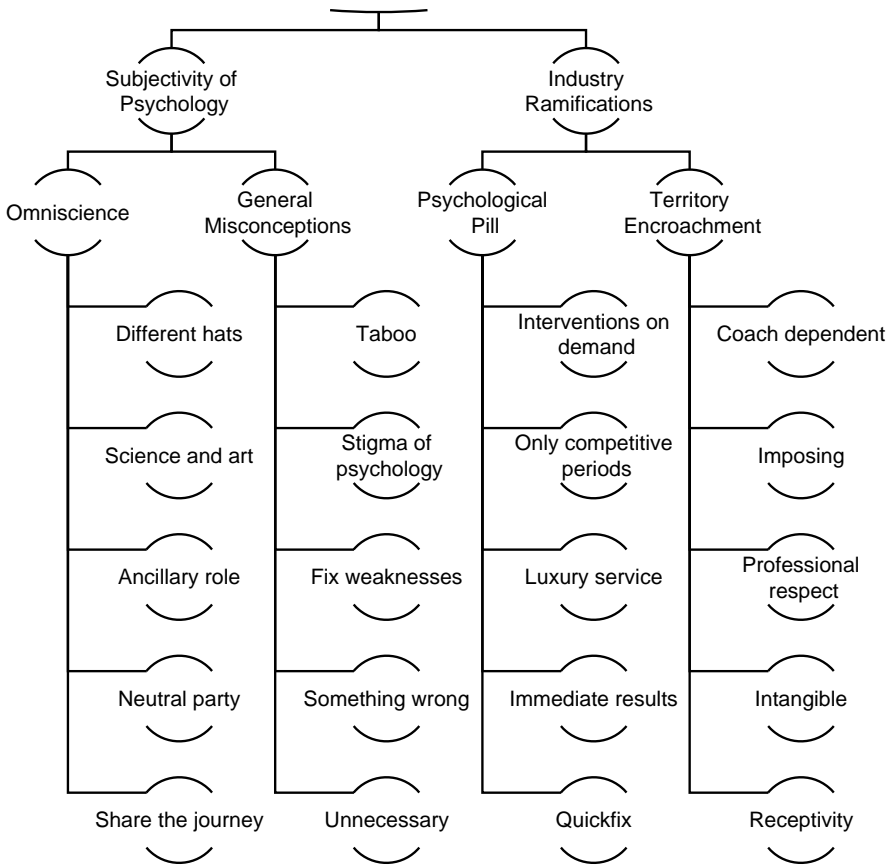 Subjectivity of
Psychology
Industry
Ramifications
Omniscience
General
Misconceptions
Psychological
Pill
Territory
Encroachment
Different hats
Taboo
Interventions on
demand
Coach dependent
Science and art
Stigma of
psychology
Only competitive
periods
Imposing
Ancillary role
Fix weaknesses
Luxury service
Professional
respect
Neutral party
Something wrong
Immediate results
Intangible
Share the journey
Unnecessary
Quickfix
Receptivity